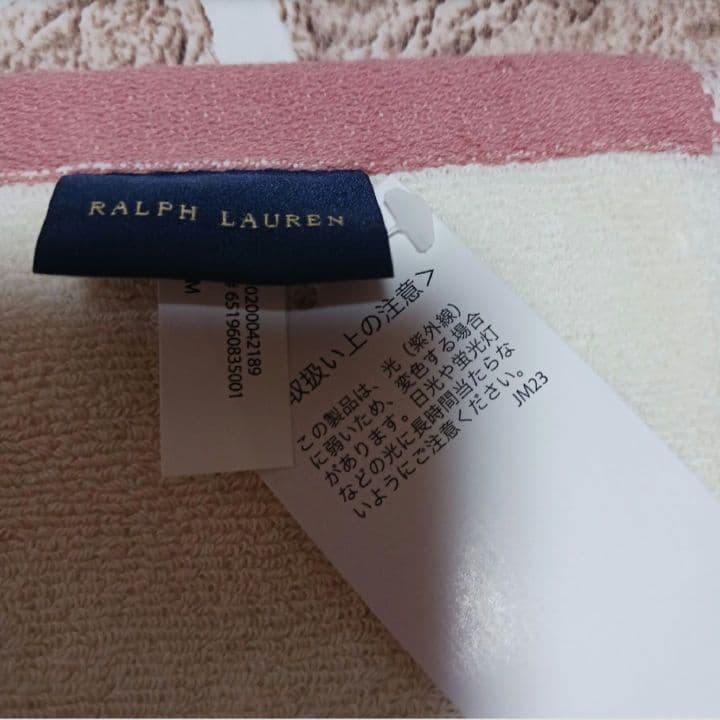 RALPH LAUREN
0200042189
# 651960835001
M
取扱い上の注意>
この製品は、光（紫外線）
に弱いため、変色する場合
があります。日光や蛍光灯
などの光に長時間当たらな
いようにご注意ください。
JM23